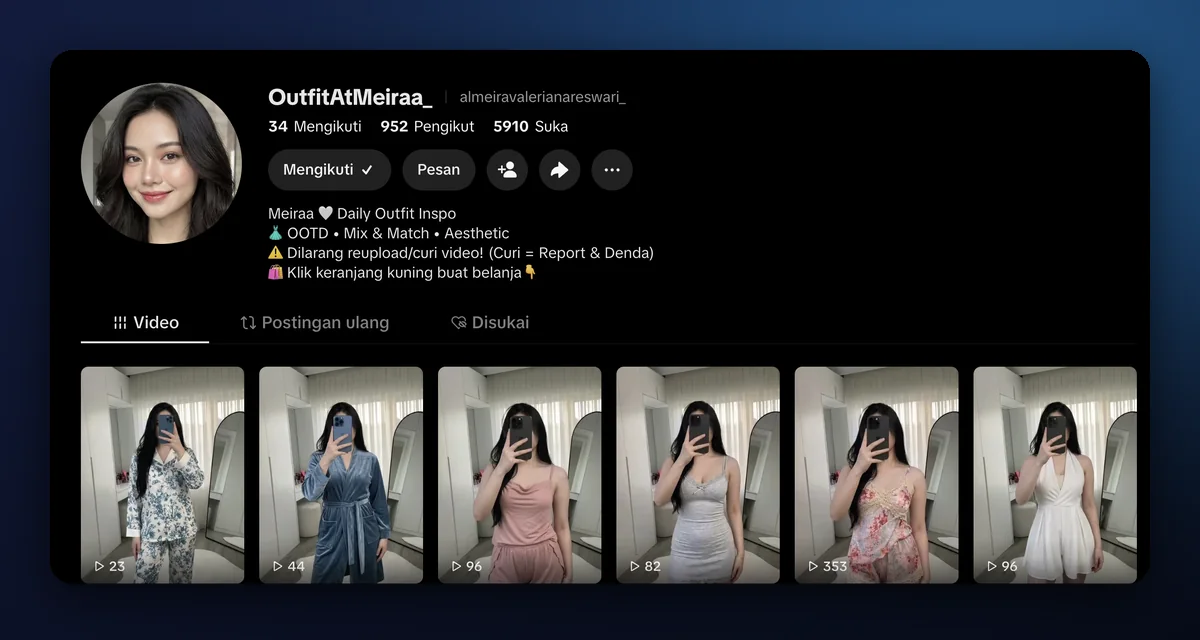 OutfitAtMeiraa_ almeiravalerianareswari_
34 Mengikuti 952 Pengikut 5910 Suka
Mengikuti ✓ Pesan
Meiraa 🤍 Daily Outfit Inspo
👗 OOTD • Mix & Match • Aesthetic
⚠️ Dilarang reupload/curi video! (Curi = Report & Denda)
🛍️ Klik keranjang kuning buat belanja👇
Video Postingan ulang Disukai
23 44 96 82 353 96